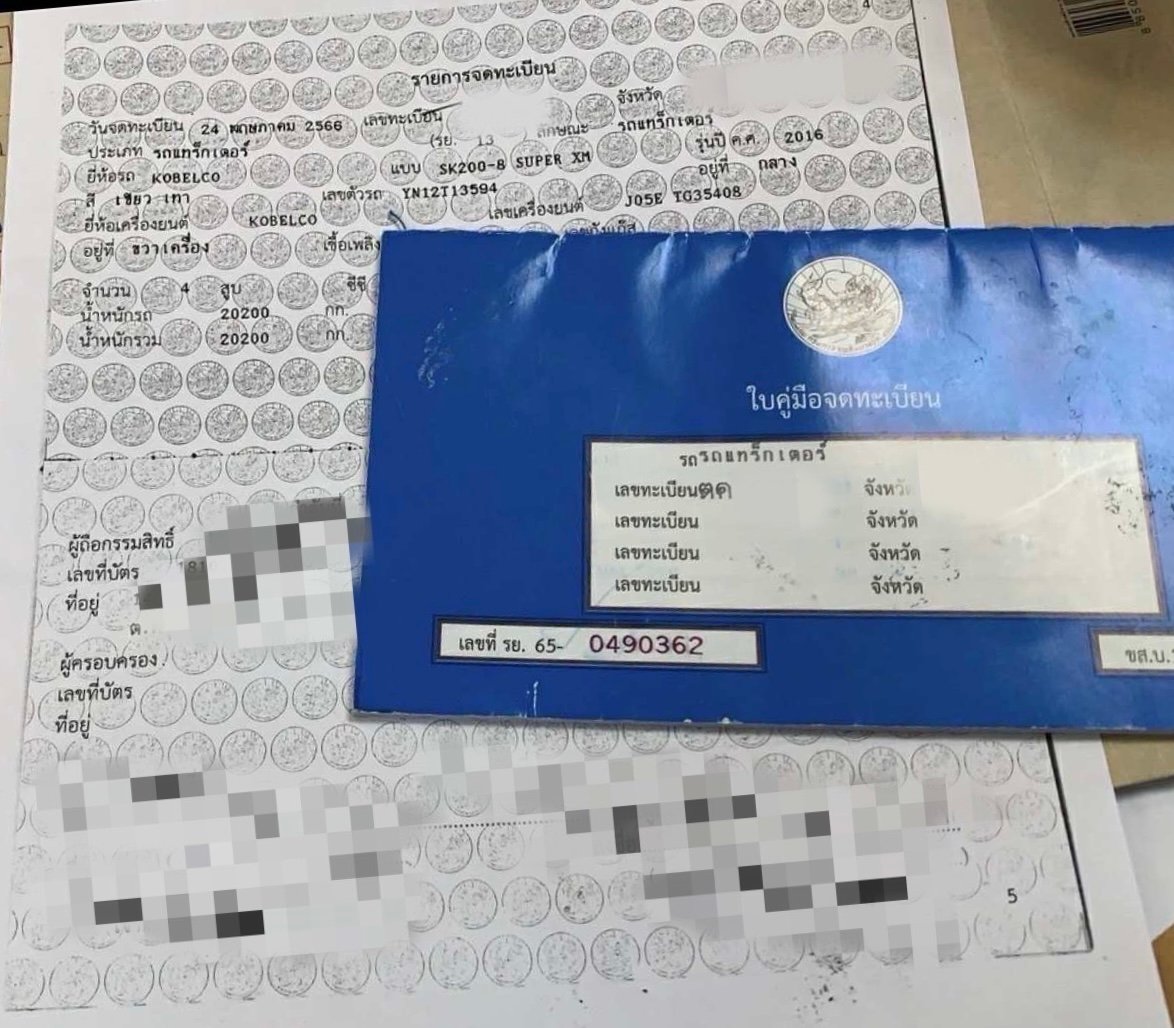 4
รายการจดทะเบียน
วันจดทะเบียน 24 พฤษภาคม 2566 เลขทะเบียน จังหวัด
ประเภท รถแทร็กเตอร์ (รย. 13 ลักษณะ รถแทร็กเตอร์
ยี่ห้อรถ KOBELCO แบบ SK200-8 SUPER XM รุ่นปี ค.ศ. 2016
สี เขียว เทา เลขตัวรถ YN12T13594 อยู่ที่ กลาง
ยี่ห้อเครื่องยนต์ KOBELCO เลขเครื่องยนต์ J05E TG35408
อยู่ที่ ขวาเครื่อง เชื้อเพลิง
จำนวน 4 สูบ ซีซี
น้ำหนักรถ 20200 กก.
น้ำหนักรวม 20200 กก.
ผู้ถือกรรมสิทธิ์
เลขที่บัตร
ที่อยู่
ต.
ผู้ครอบครอง
เลขที่บัตร
ที่อยู่
5
ใบคู่มือจดทะเบียน
รถรถแทร็กเตอร์
เลขทะเบียนตค จังหวัด
เลขทะเบียน จังหวัด
เลขทะเบียน จังหวัด
เลขทะเบียน จังหวัด
เลขที่ รย. 65- 0490362
ขส.บ.